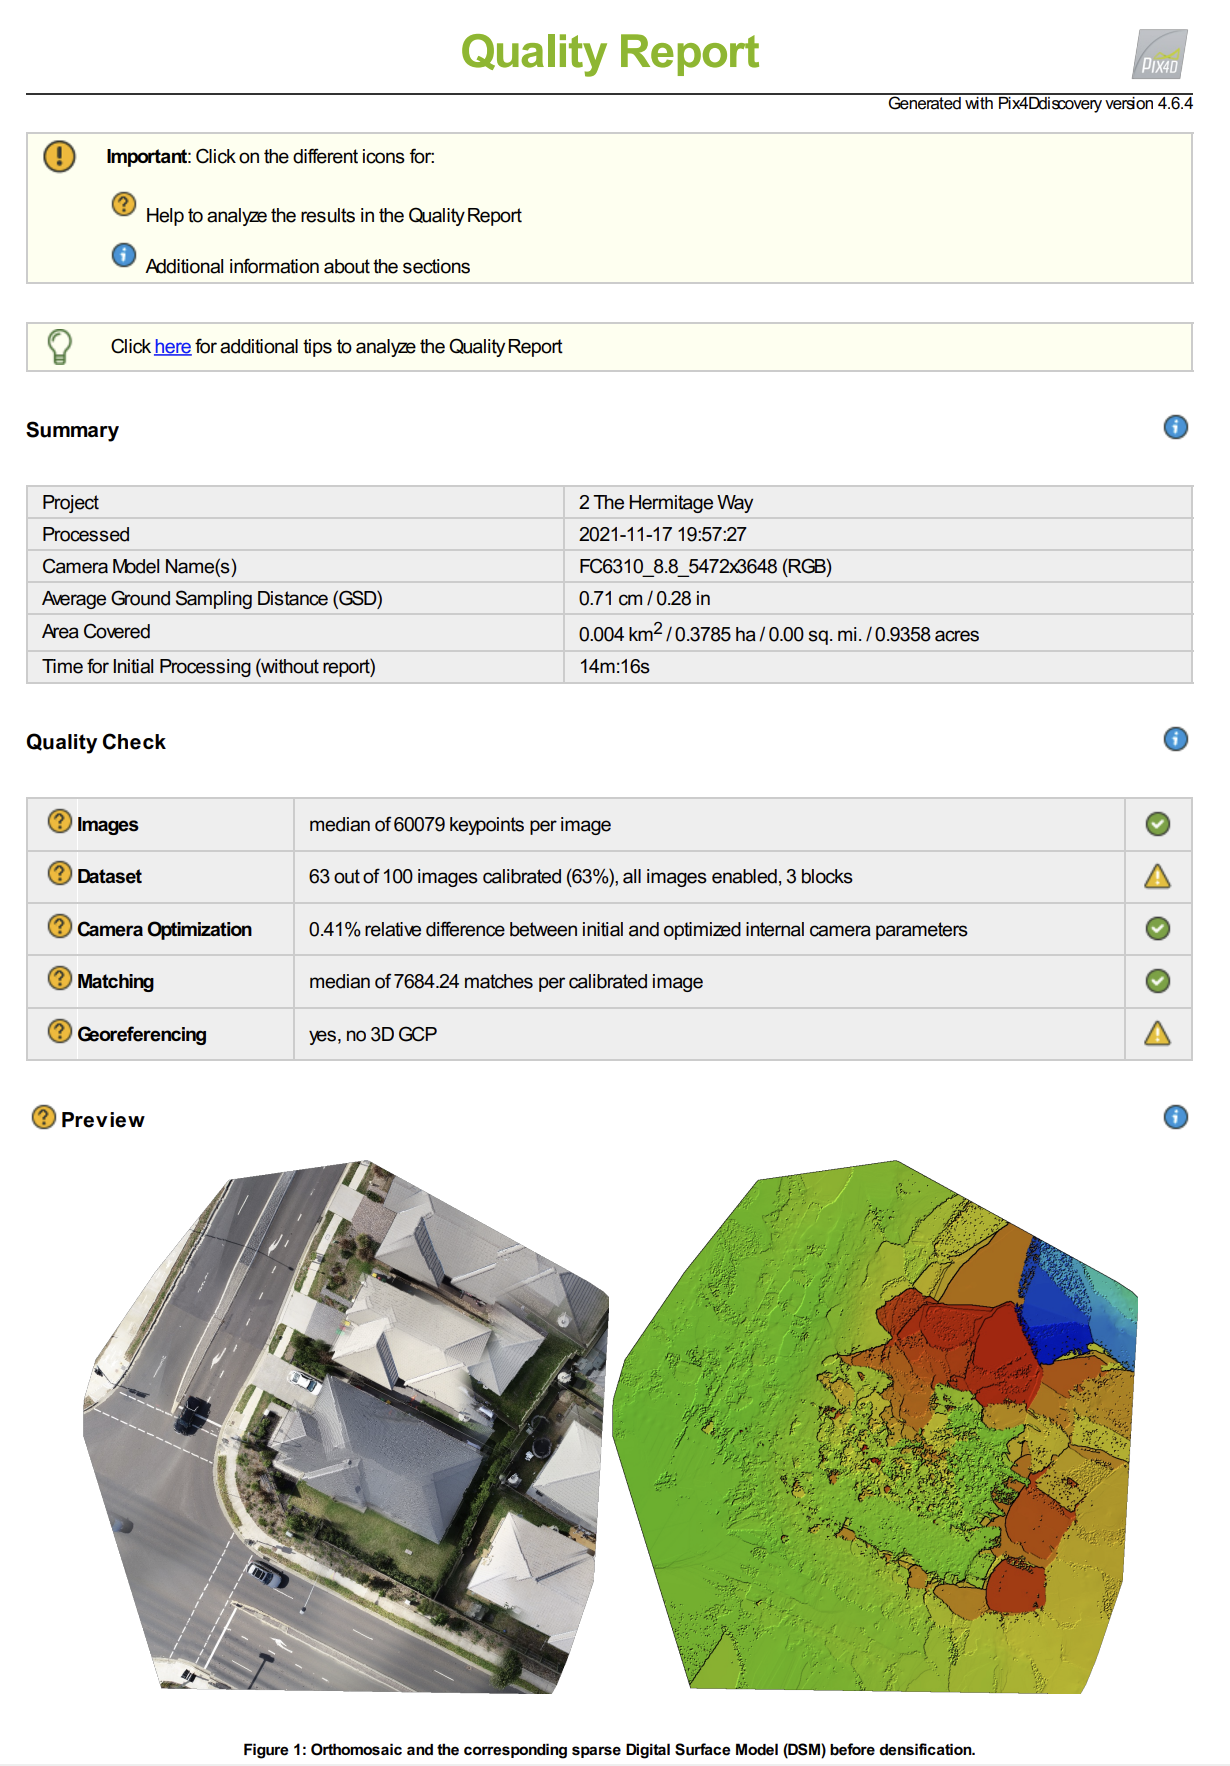 Quality Report
PIX4D
Generated with Pix4Ddiscovery version 4.6.4
Important: Click on the different icons for:
Help to analyze the results in the Quality Report
Additional information about the sections
Click here for additional tips to analyze the Quality Report
Summary
Project 2 The Hermitage Way
Processed 2021-11-17 19:57:27
Camera Model Name(s) FC6310_8.8_5472x3648 (RGB)
Average Ground Sampling Distance (GSD) 0.71 cm / 0.28 in
Area Covered 0.004 km2 / 0.3785 ha / 0.00 sq. mi. / 0.9358 acres
Time for Initial Processing (without report) 14m:16s
Quality Check
Images median of 60079 keypoints per image
Dataset 63 out of 100 images calibrated (63%), all images enabled, 3 blocks
Camera Optimization 0.41% relative difference between initial and optimized internal camera parameters
Matching median of 7684.24 matches per calibrated image
Georeferencing yes, no 3D GCP
Preview
Figure 1: Orthomosaic and the corresponding sparse Digital Surface Model (DSM) before densification.